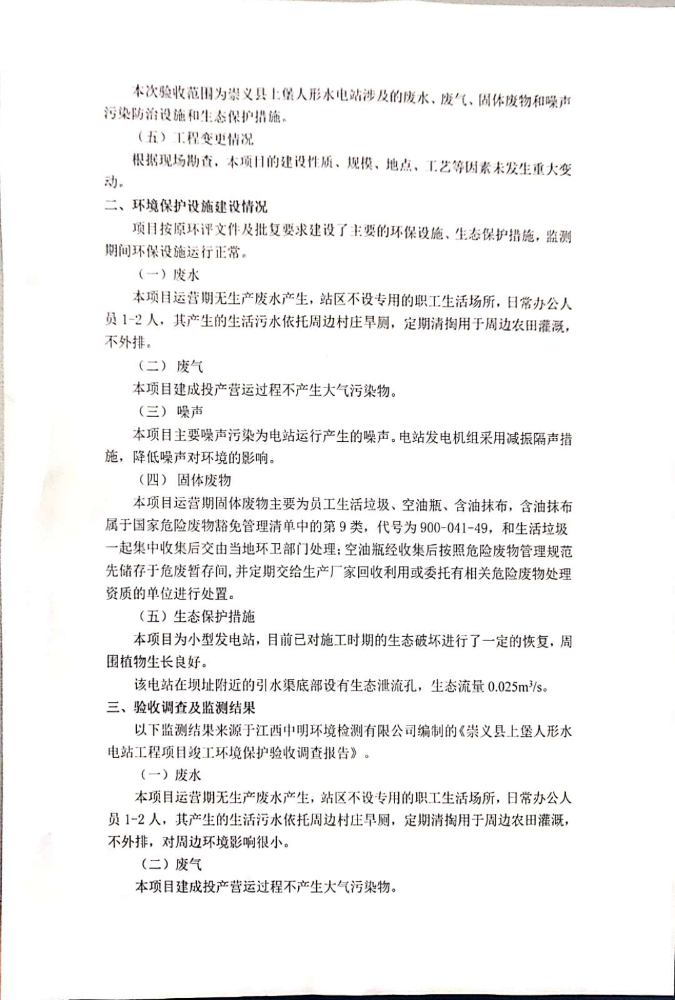 本次验收范围为崇义县上堡人形水电站涉及的废水、废气、固体废物和噪声
污染防治设施和生态保护措施。
（五）工程变更情况
根据现场勘查，本项目的建设性质、规模、地点、工艺等因素未发生重大变
动。
二、环境保护设施建设情况
项目按原环评文件及批复要求建设了主要的环保设施、生态保护措施，监测
期间环保设施运行正常。
（一）废水
本项目运营期无生产废水产生，站区不设专用的职工生活场所，日常办公人
员 1-2 人，其产生的生活污水依托周边村庄旱厕，定期清掏用于周边农田灌溉，
不外排。
（二） 废气
本项目建成投产营运过程不产生大气污染物。
（三） 噪声
本项目主要噪声污染为电站运行产生的噪声。电站发电机组采用减振隔声措
施，降低噪声对环境的影响。
（四） 固体废物
本项目运营期固体废物主要为员工生活垃圾、空油瓶、含油抹布，含油抹布
属于国家危险废物豁免管理清单中的第 9 类，代号为 900-041-49，和生活垃圾
一起集中收集后交由当地环卫部门处理；空油瓶经收集后按照危险废物管理规范
先储存于危废暂存间，并定期交给生产厂家回收利用或委托有相关危险废物处理
资质的单位进行处置。
（五）生态保护措施
本项目为小型发电站，目前已对施工时期的生态破坏进行了一定的恢复，周
围植物生长良好。
该电站在坝址附近的引水渠底部设有生态泄流孔，生态流量 0.025m³/s。
三、验收调查及监测结果
以下监测结果来源于江西中明环境检测有限公司编制的《崇义县上堡人形水
电站工程项目竣工环境保护验收调查报告》。
（一）废水
本项目运营期无生产废水产生，站区不设专用的职工生活场所，日常办公人
员 1-2 人，其产生的生活污水依托周边村庄旱厕，定期清掏用于周边农田灌溉，
不外排，对周边环境影响很小。
（二）废气
本项目建成投产营运过程不产生大气污染物。